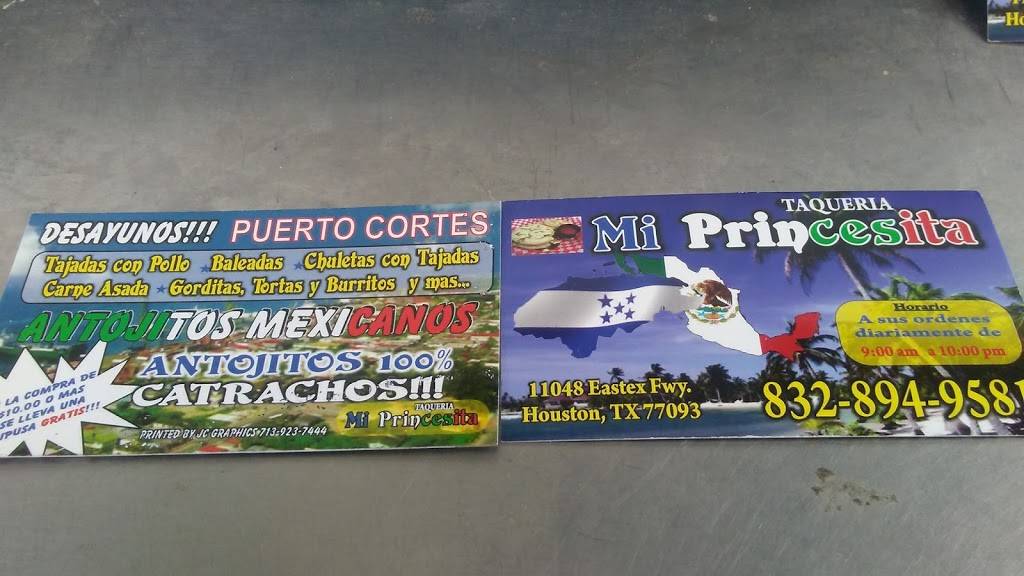 DESAYUNOS!!! PUERTO CORTES
Tajadas con Pollo Baleadas Chuletas con Tajadas
Carne Asada Gorditas, Tortas y Burritos y mas...
ANTOJITOS MEXICANOS
ANTOJITOS 100%
CATRACHOS!!!
LA COMPRA DE
$10.00 O MAS
SE LLEVA UNA
PUSA GRATIS!!!
TAQUERIA
Mi Princesita
PRINTED BY JC GRAPHICS 713-923-7444
TAQUERIA
Mi Princesita
Horario
A sus ordenes
diariamente de
9:00 am a 10:00 pm
11048 Eastex Fwy.
Houston, TX 77093
832-894-9581
Ho